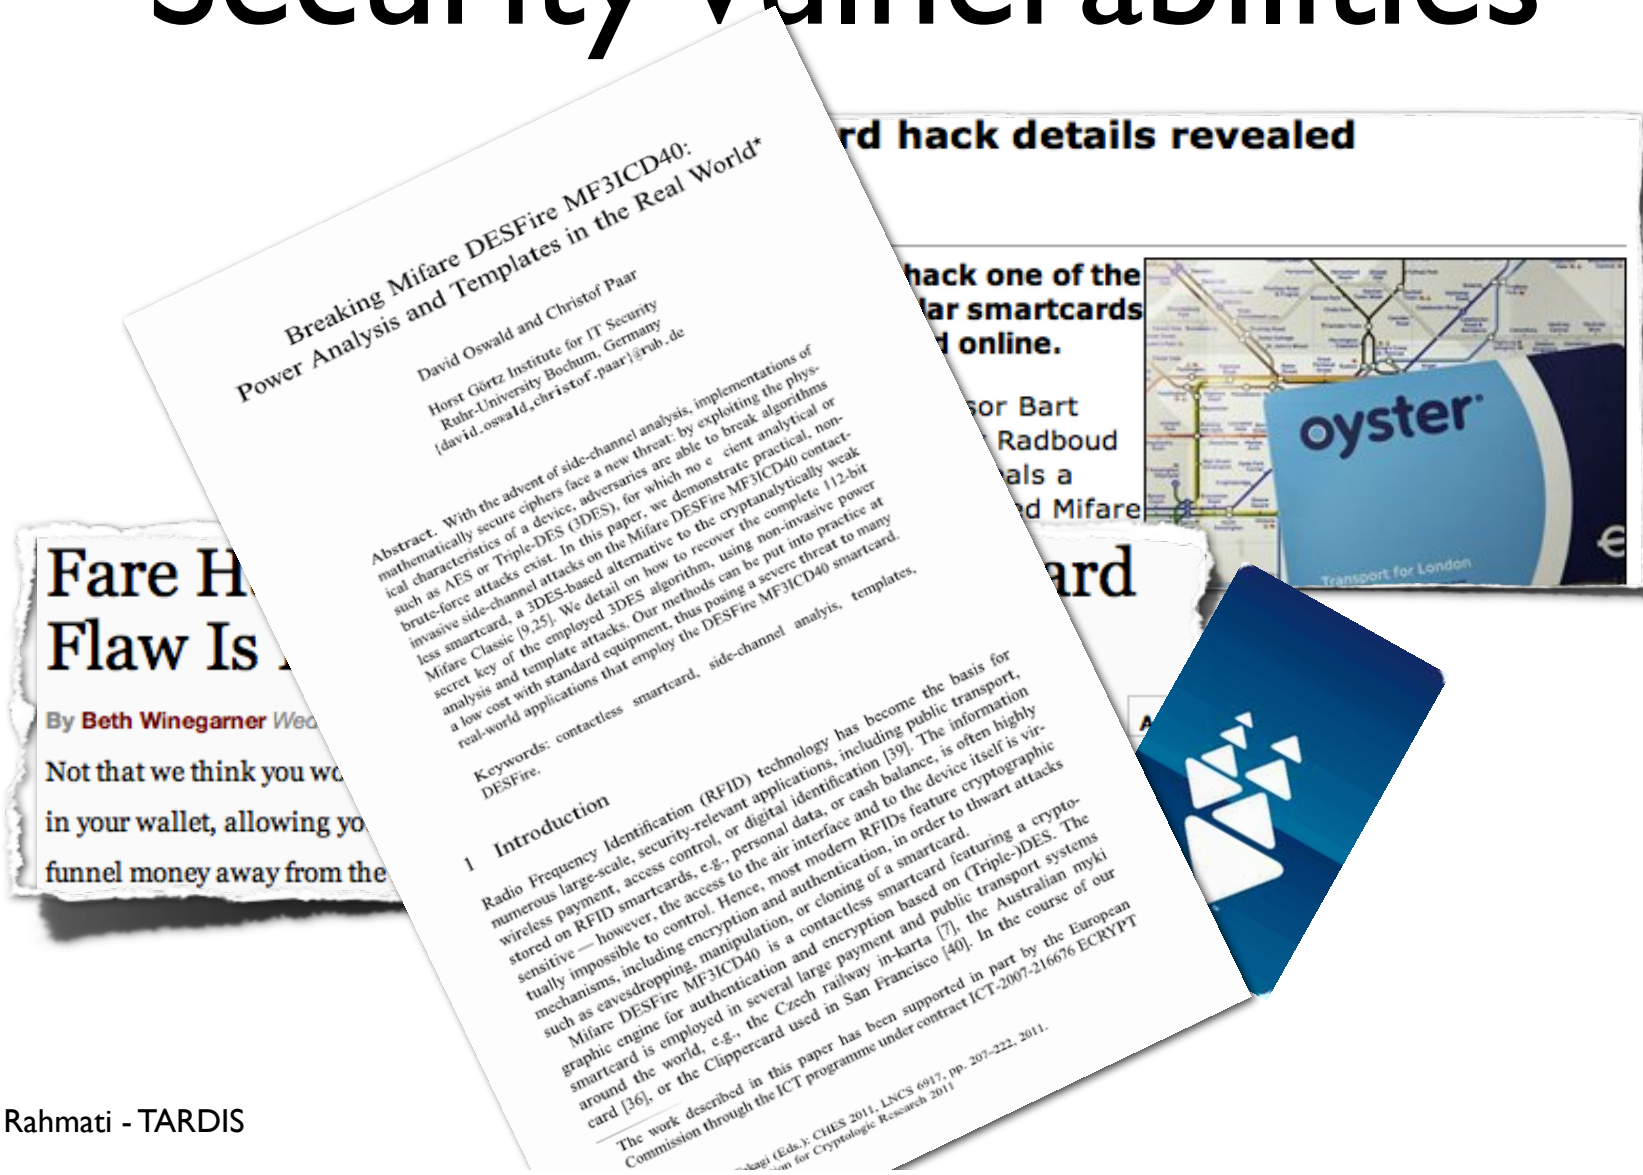 Security Vulnerabilities
rd hack details revealed
hack one of the
lar smartcards
d online.
sor Bart
Radboud
als a
ed Mifare
oyster
Transport for London
Fare H
ard
Flaw Is
By Beth Winegarner Wed
Not that we think you wo
in your wallet, allowing yo
funnel money away from the
A
Breaking Mifare DESFire MF3ICD40:
Power Analysis and Templates in the Real World*
David Oswald and Christof Paar
Horst Görtz Institute for IT Security
Ruhr-University Bochum, Germany
{david.oswald,christof.paar}@rub.de
Abstract. With the advent of side-channel analysis, implementations of
mathematically secure ciphers face a new threat: by exploiting the phys-
ical characteristics of a device, adversaries are able to break algorithms
such as AES or Triple-DES (3DES), for which no e cient analytical or
brute-force attacks exist. In this paper, we demonstrate practical, non-
invasive side-channel attacks on the Mifare DESFire MF3ICD40 contact-
less smartcard, a 3DES-based alternative to the cryptanalytically weak
Mifare Classic [9,25]. We detail on how to recover the complete 112-bit
secret key of the employed 3DES algorithm, using non-invasive power
analysis and template attacks. Our methods can be put into practice at
a low cost with standard equipment, thus posing a severe threat to many
real-world applications that employ the DESFire MF3ICD40 smartcard.
Keywords: contactless smartcard, side-channel analyis, templates,
DESFire.
1 Introduction
Radio Frequency Identification (RFID) technology has become the basis for
numerous large-scale, security-relevant applications, including public transport,
wireless payment, access control, or digital identification [39]. The information
stored on RFID smartcards, e.g., personal data, or cash balance, is often highly
sensitive — however, the access to the air interface and to the device itself is vir-
tually impossible to control. Hence, most modern RFIDs feature cryptographic
mechanisms, including encryption and authentication, in order to thwart attacks
such as eavesdropping, manipulation, or cloning of a smartcard.
Mifare DESFire MF3ICD40 is a contactless smartcard featuring a crypto-
graphic engine for authentication and encryption based on (Triple-)DES. The
smartcard is employed in several large payment and public transport systems
around the world, e.g., the Czech railway in-karta [7], the Australian myki
card [36], or the Clippercard used in San Francisco [40]. In the course of our
The work described in this paper has been supported in part by the European
Commission through the ICT programme under contract ICT-2007-216676 ECRYPT
(Eds.): CHES 2011, LNCS 6917, pp. 207–222, 2011.
for Cryptologic Research 2011
Rahmati - TARDIS